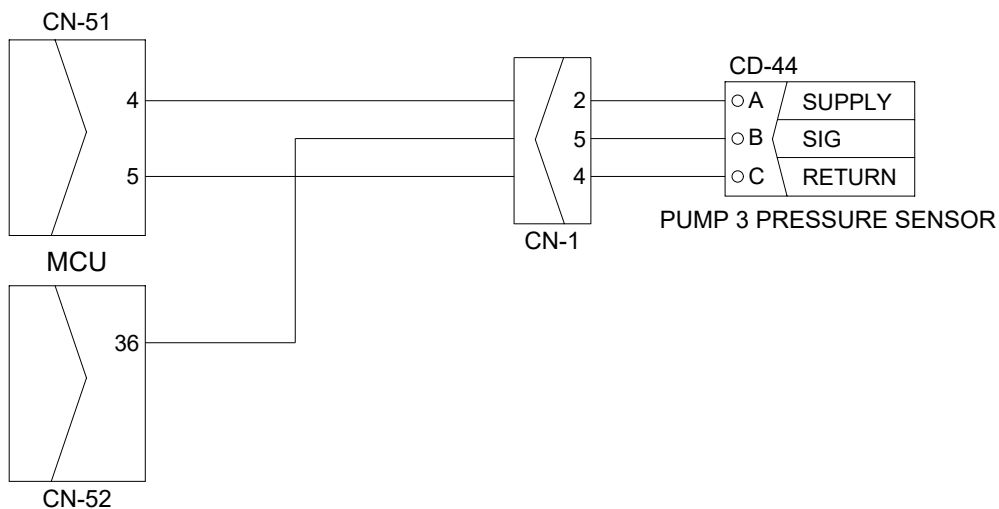 CN-51
CD-44
4 2 A SUPPLY
5 B SIG
5 4 C RETURN
PUMP 3 PRESSURE SENSOR
CN-1
MCU
36
CN-52